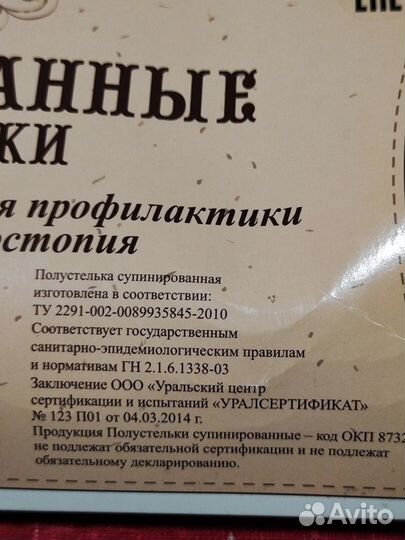 ЕАС
АННЫЕ
КИ
я профилактики
остопия
Полустелька супинированная
изготовлена в соответствии:
ТУ 2291-002-0089935845-2010
Соответствует государственным
санитарно-эпидемиологическим правилам
и нормативам ГН 2.1.6.1338-03
Заключение ООО «Уральский центр
сертификации и испытаний «УРАЛСЕРТИФИКАТ»
№ 123 П01 от 04.03.2014 г.
Продукция Полустельки супинированные – код ОКП 8732
не подлежат обязательной сертификации и не подлежат
обязательному декларированию.
Avito